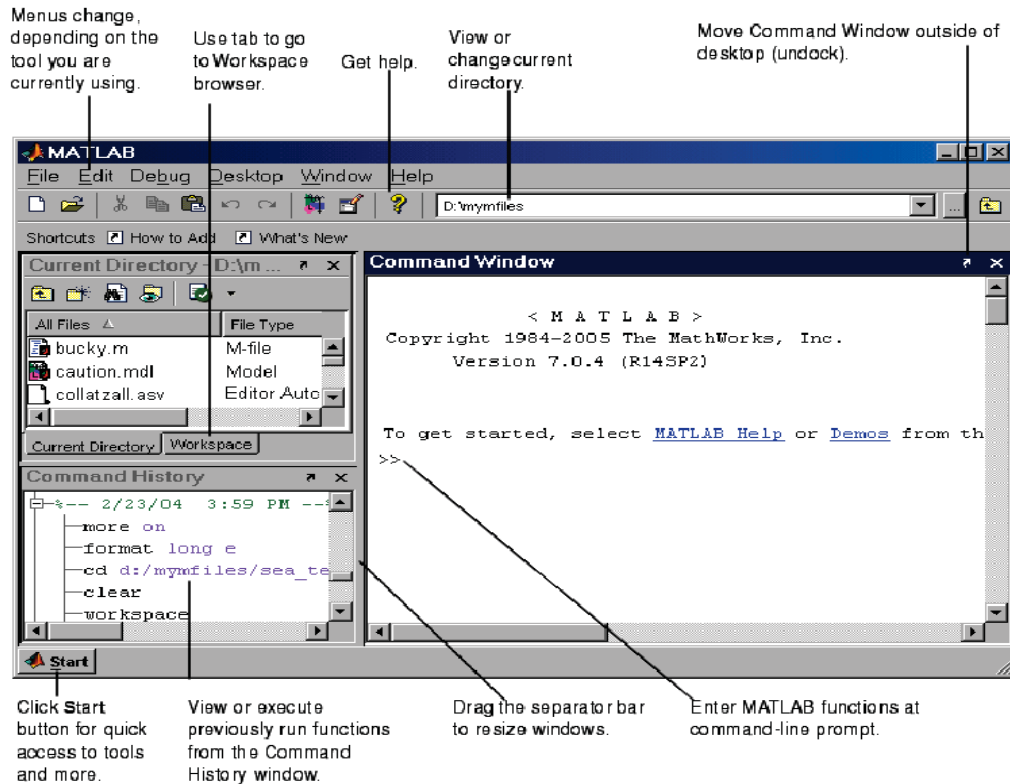 Menus change,
depending on the
tool you are
currently using.
Use tab to go
to Workspace
browser.
Get help.
View or
change current
directory.
Move Command Window outside of
desktop (undock).
MATLAB
File Edit Debug Desktop Window Help
D:\mymfiles
...
Shortcuts How to Add What's New
Current Directory - D:\m ...
All Files File Type
bucky.m M-file
caution.mdl Model
collatzall.asv Editor Auto
Current Directory Workspace
Command History
%-- 2/23/04 3:59 PM --%
more on
format long e
cd d:/mymfiles/sea_te
clear
workspace
Command Window
< M A T L A B >
Copyright 1984-2005 The MathWorks, Inc.
Version 7.0.4 (R14SP2)
To get started, select MATLAB Help or Demos from th
>>
Start
Click Start
button for quick
access to tools
and more.
View or execute
previously run functions
from the Command
History window.
Drag the separator bar
to resize windows.
Enter MATLAB functions at
command-line prompt.